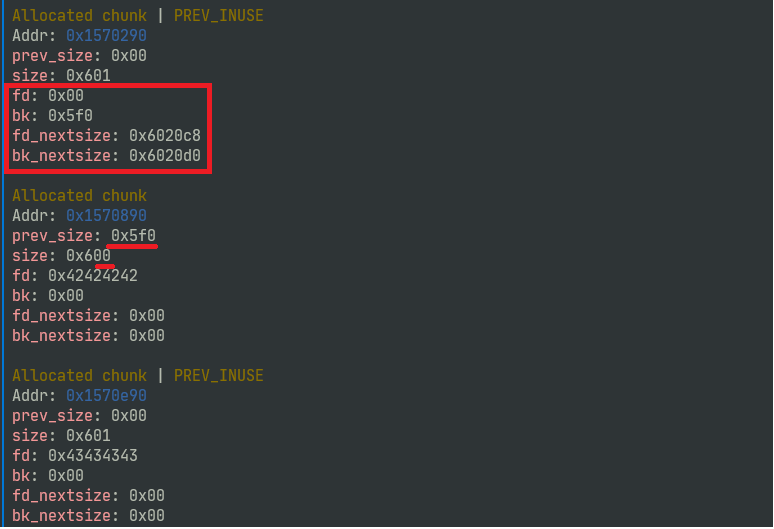 Allocated chunk | PREV_INUSE
Addr: 0x1570290
prev_size: 0x00
size: 0x601
fd: 0x00
bk: 0x5f0
fd_nextsize: 0x6020c8
bk_nextsize: 0x6020d0
Allocated chunk
Addr: 0x1570890
prev_size: 0x5f0
size: 0x600
fd: 0x42424242
bk: 0x00
fd_nextsize: 0x00
bk_nextsize: 0x00
Allocated chunk | PREV_INUSE
Addr: 0x1570e90
prev_size: 0x00
size: 0x601
fd: 0x43434343
bk: 0x00
fd_nextsize: 0x00
bk_nextsize: 0x00